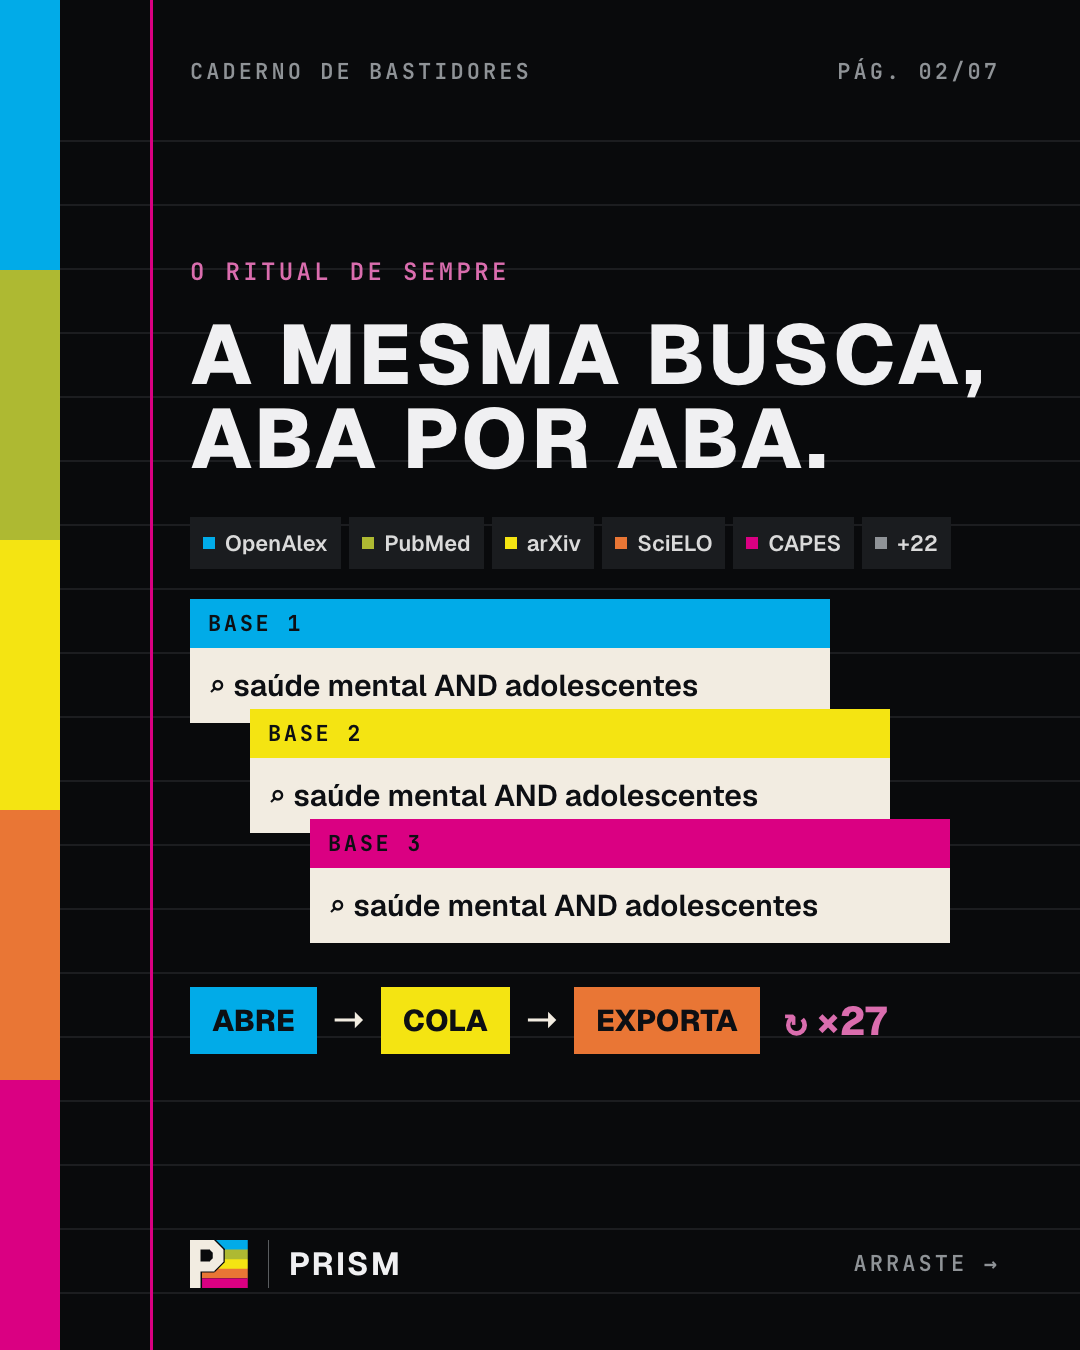 CADERNO DE BASTIDORES
PÁG. 02/07
O RITUAL DE SEMPRE
A MESMA BUSCA,
ABA POR ABA.
OpenAlex PubMed arXiv SciELO CAPES +22
BASE 1
⌕ saúde mental AND adolescentes
BASE 2
⌕ saúde mental AND adolescentes
BASE 3
⌕ saúde mental AND adolescentes
ABRE → COLA → EXPORTA ↻ ×27
P PRISM
ARRASTE →